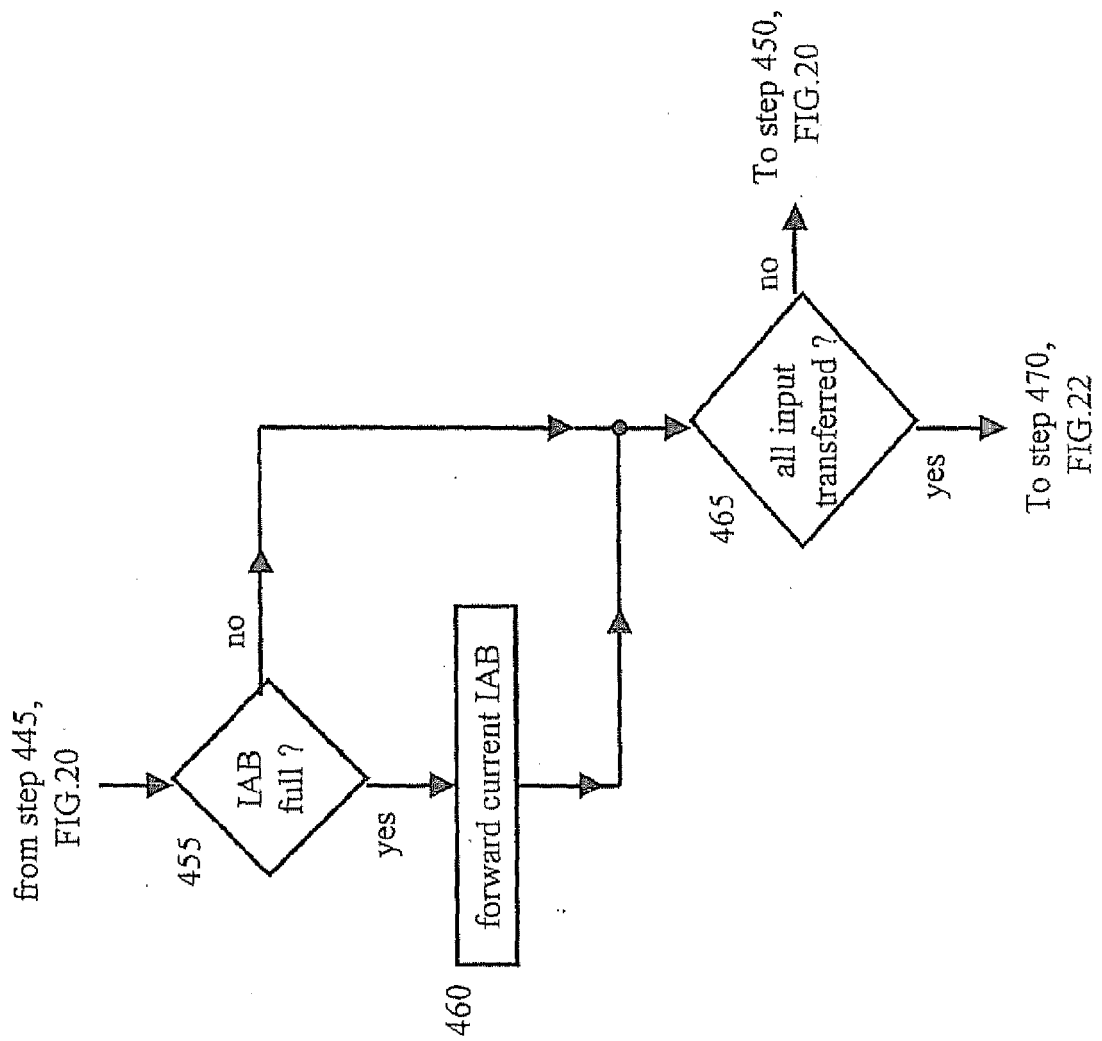 from step 445,
FIG.20
455
IAB
full ?
no
yes
460
forward current IAB
465
all input
transferred ?
no
To step 450,
FIG.20
yes
To step 470,
FIG.22